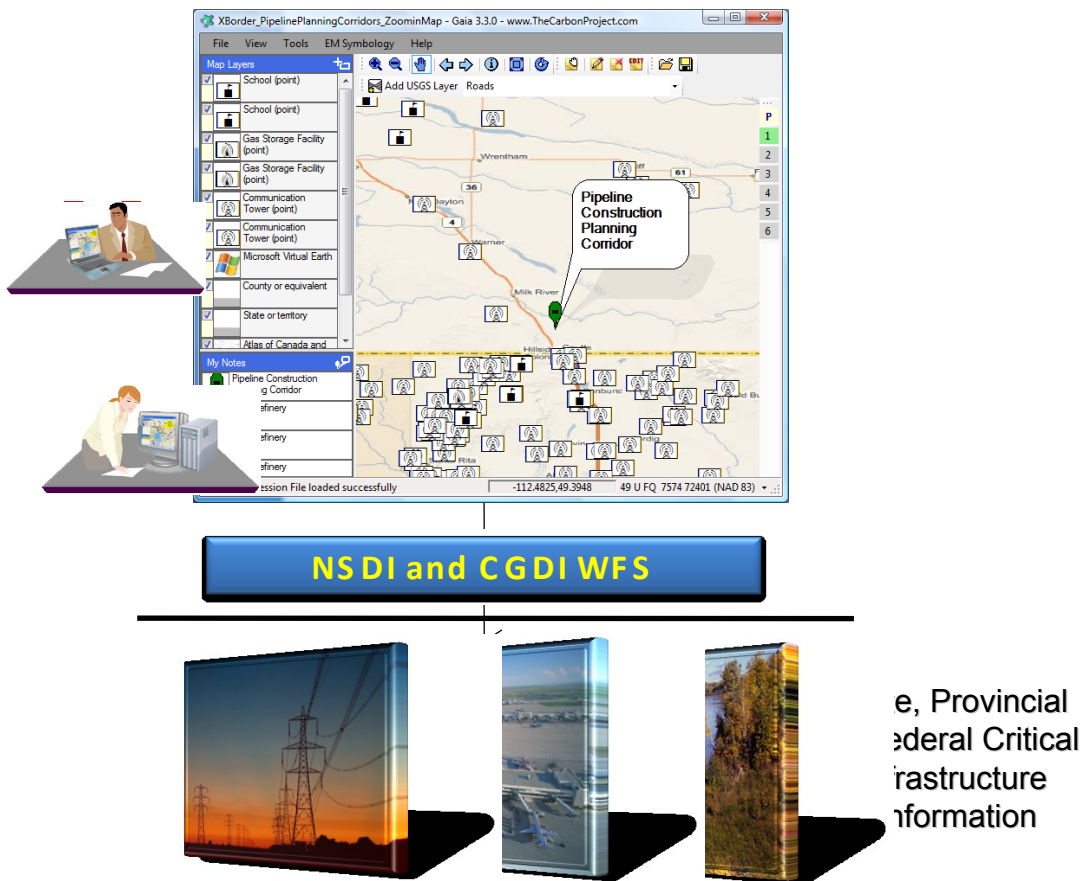 XBorder_PipelinePlanningCorridors_ZoominMap - Gaia 3.3.0 - www.TheCarbonProject.com
File View Tools EM Symbology Help
Map Layers
Add USGS Layer Roads
School (point)
School (point)
Gas Storage Facility
(point)
Gas Storage Facility
(point)
Communication
Tower (point)
Communication
Tower (point)
Microsoft Virtual Earth
County or equivalent
State or territory
Atlas of Canada and
My Notes
Pipeline Construction
ng Corridor
efinery
efinery
efinery
ession File loaded successfully
-112.4825,49.3948
49 U FQ 7574 72401 (NAD 83)
P
1
2
3
4
5
6
Wrentham
61
36
Dayton
4
Warner
Milk River
Pipeline
Construction
Planning
Corridor
Rita
NSDI and CGDI WFS
te, Provincial
ederal Critical
frastructure
nformation